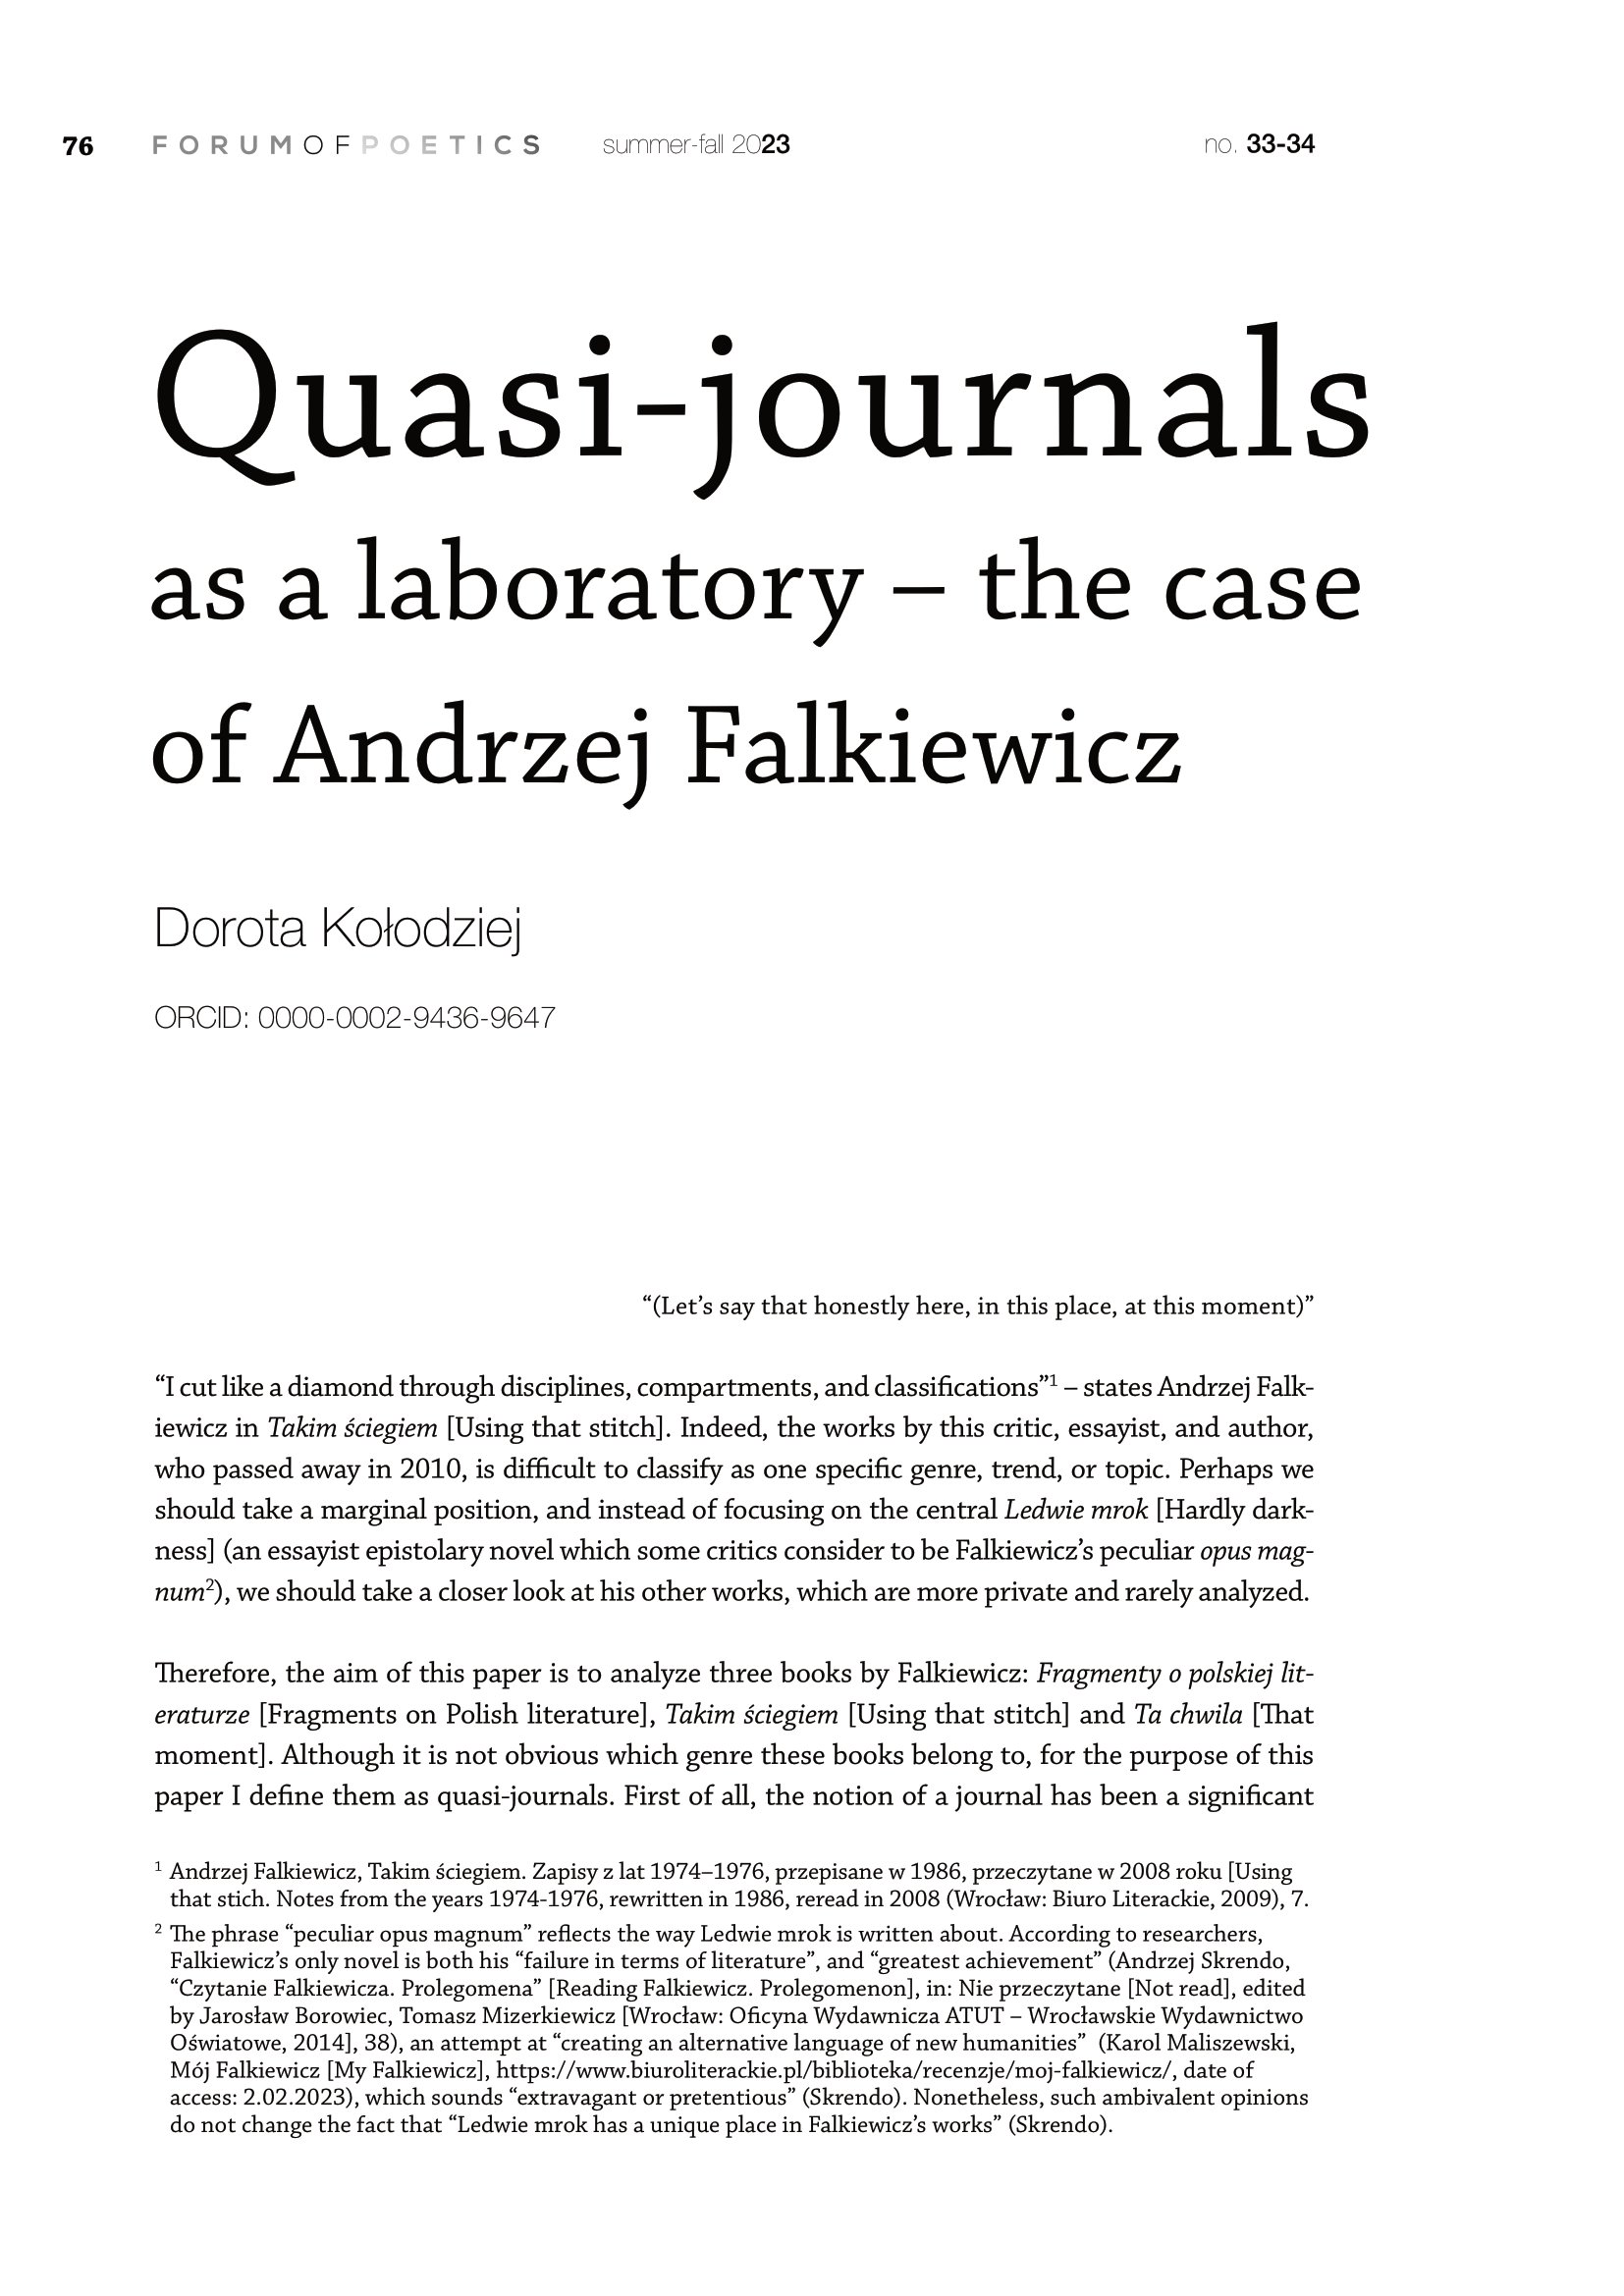 76 FORUMOFPOETICS summer-fall 2023 no. 33-34
Quasi-journals
as a laboratory – the case
of Andrzej Falkiewicz
Dorota Kołodziej
ORCID: 0000-0002-9436-9647
“(Let’s say that honestly here, in this place, at this moment)”
“I cut like a diamond through disciplines, compartments, and classifications”1 – states Andrzej Falk-
iewicz in Takim ściegiem [Using that stitch]. Indeed, the works by this critic, essayist, and author,
who passed away in 2010, is difficult to classify as one specific genre, trend, or topic. Perhaps we
should take a marginal position, and instead of focusing on the central Ledwie mrok [Hardly dark-
ness] (an essayist epistolary novel which some critics consider to be Falkiewicz’s peculiar opus mag-
num2), we should take a closer look at his other works, which are more private and rarely analyzed.
Therefore, the aim of this paper is to analyze three books by Falkiewicz: Fragmenty o polskiej lit-
eraturze [Fragments on Polish literature], Takim ściegiem [Using that stitch] and Ta chwila [That
moment]. Although it is not obvious which genre these books belong to, for the purpose of this
paper I define them as quasi-journals. First of all, the notion of a journal has been a significant
1 Andrzej Falkiewicz, Takim ściegiem. Zapisy z lat 1974–1976, przepisane w 1986, przeczytane w 2008 roku [Using
that stich. Notes from the years 1974-1976, rewritten in 1986, reread in 2008 (Wrocław: Biuro Literackie, 2009), 7.
2 The phrase “peculiar opus magnum” reflects the way Ledwie mrok is written about. According to researchers,
Falkiewicz’s only novel is both his “failure in terms of literature”, and “greatest achievement” (Andrzej Skrendo,
“Czytanie Falkiewicza. Prolegomena” [Reading Falkiewicz. Prolegomenon], in: Nie przeczytane [Not read], edited
by Jarosław Borowiec, Tomasz Mizerkiewicz [Wrocław: Oficyna Wydawnicza ATUT – Wrocławskie Wydawnictwo
Oświatowe, 2014], 38), an attempt at “creating an alternative language of new humanities” (Karol Maliszewski,
Mój Falkiewicz [My Falkiewicz], https://www.biuroliterackie.pl/biblioteka/recenzje/moj-falkiewicz/, date of
access: 2.02.2023), which sounds “extravagant or pretentious” (Skrendo). Nonetheless, such ambivalent opinions
do not change the fact that “Ledwie mrok has a unique place in Falkiewicz’s works” (Skrendo).